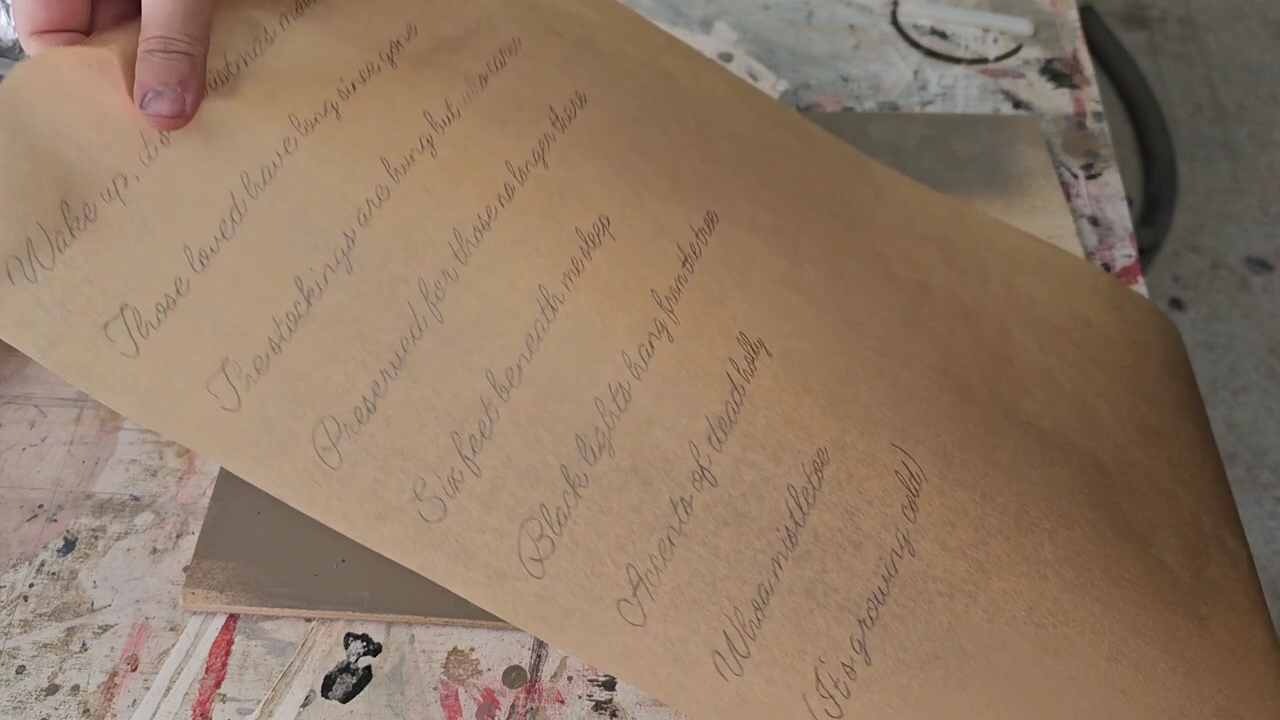 Wake up, it's
Those loved have long since gone
The stockings are hung but who cares
Preserved for those no longer there
Six feet beneath me sleep
Black lights hang from the tree
Accents of dead holly
Whoa mistletoe
(It's growing cold)